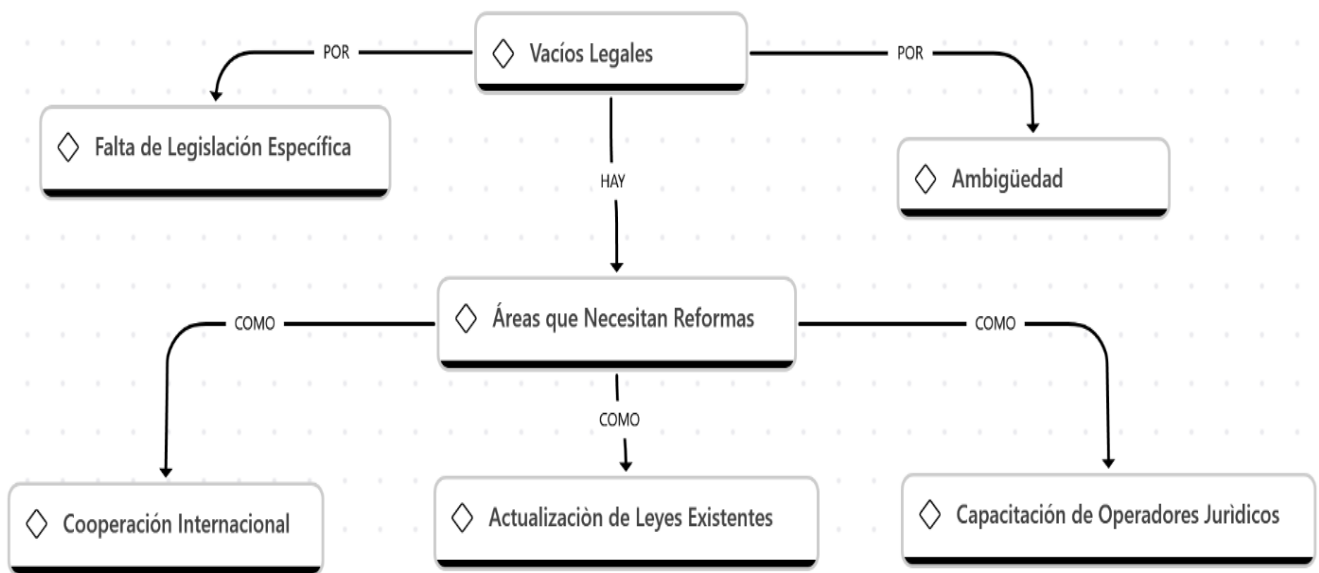 Vacíos Legales
POR
POR
Falta de Legislación Específica
Ambigüedad
HAY
Áreas que Necesitan Reformas
COMO
COMO
COMO
Cooperación Internacional
Actualizaciòn de Leyes Existentes
Capacitación de Operadores Jurìdicos